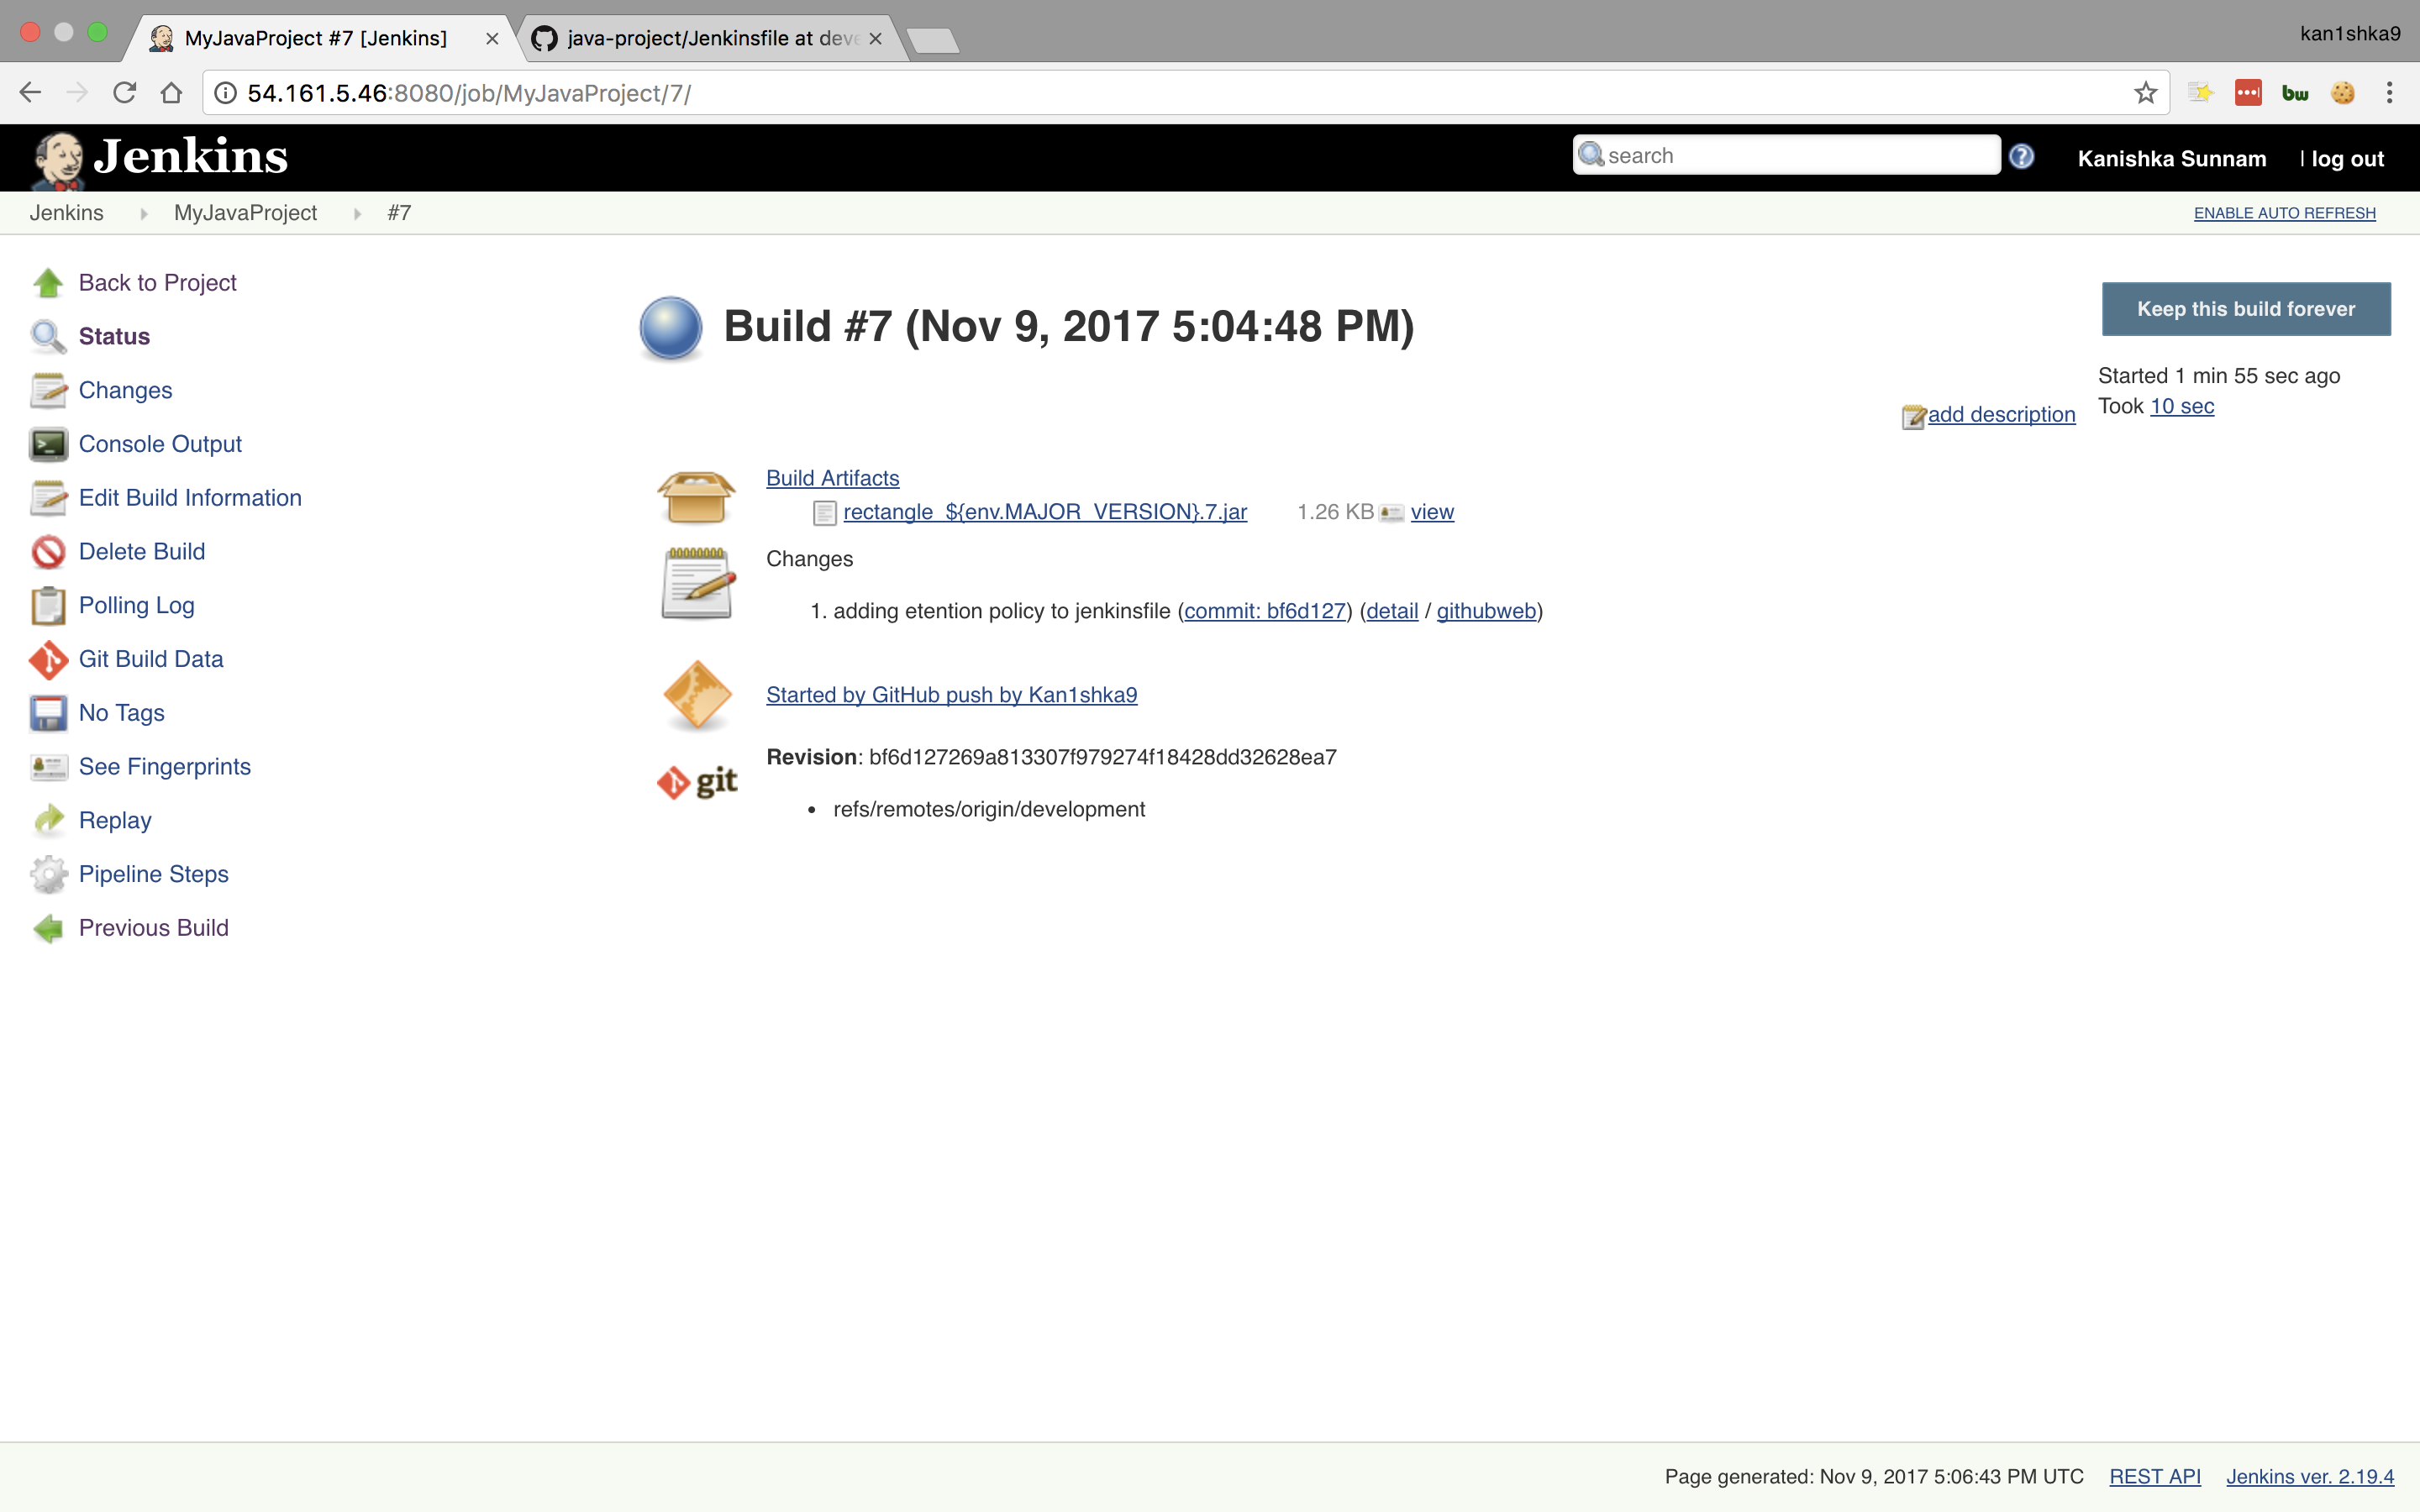 MyJavaProject #7 [Jenkins]
java-project/Jenkinsfile at deve
kan1shka9
54.161.5.46:8080/job/MyJavaProject/7/
bw
Jenkins
search
Kanishka Sunnam
| log out
Jenkins
MyJavaProject
#7
ENABLE AUTO REFRESH
Back to Project
Status
Changes
Console Output
Edit Build Information
Delete Build
Polling Log
Git Build Data
No Tags
See Fingerprints
Replay
Pipeline Steps
Previous Build
Build #7 (Nov 9, 2017 5:04:48 PM)
Keep this build forever
Started 1 min 55 sec ago
Took 10 sec
add description
Build Artifacts
rectangle_${env.MAJOR_VERSION}.7.jar 1.26 KB view
Changes
1. adding etention policy to jenkinsfile (commit: bf6d127) (detail / githubweb)
Started by GitHub push by Kan1shka9
git
Revision: bf6d127269a813307f979274f18428dd32628ea7
• refs/remotes/origin/development
Page generated: Nov 9, 2017 5:06:43 PM UTC REST API Jenkins ver. 2.19.4